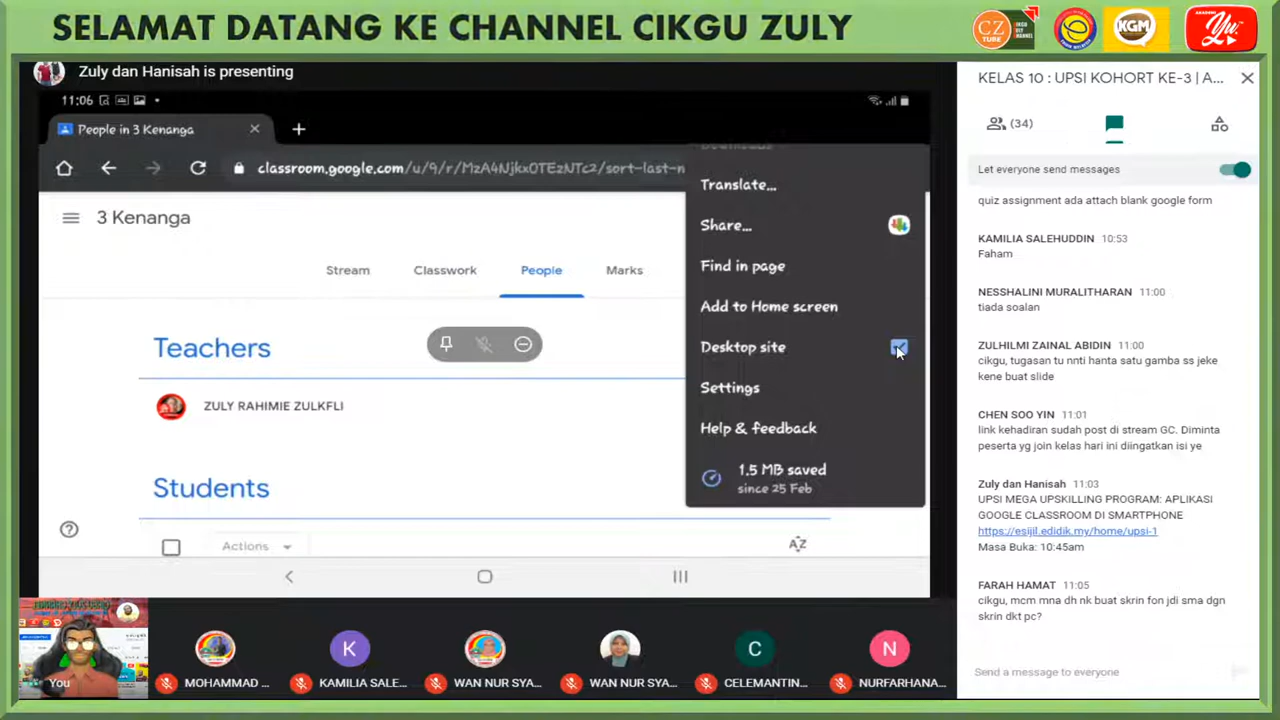 SELAMAT DATANG KE CHANNEL CIKGU ZULY
CZ
TUBE
KGM
Yu
Zuly dan Hanisah is presenting
11:06
People in 3 Kenanga
classroom.google.com/u/9/r/MzA4NjkxOTEzNTc2/sort-last-n
3 Kenanga
Stream
Classwork
People
Marks
Teachers
ZULY RAHIMIE ZULKFLI
Students
Actions
AZ
Downloads
Translate...
Share...
Find in page
Add to Home screen
Desktop site
Settings
Help & feedback
1.5 MB saved
since 25 Feb
You
MOHAMMAD ...
WAN NUR SYA...
WAN NUR SYA...
CELEMANTIN...
NURFARHANA...
K
C
N
KELAS 10 : UPSI KOHORT KE-3 | A...
(34)
Let everyone send messages
quiz assignment ada attach blank google form
KAMILIA SALEHUDDIN 10:53
Faham
NESSHALINI MURALITHARAN 11:00
tiada soalan
ZULHILMI ZAINAL ABIDIN 11:00
cikgu, tugasan tu nnti hanta satu gamba ss jeke
kene buat slide
CHEN SOO YIN 11:01
link kehadiran sudah post di stream GC. Diminta
peserta yg join kelas hari ini diingatkan isi ye
Zuly dan Hanisah 11:03
UPSI MEGA UPSKILLING PROGRAM: APLIKASI
GOOGLE CLASSROOM DI SMARTPHONE
https://esijil.edidik.my/home/upsi-1
Masa Buka: 10:45am
FARAH HAMAT 11:05
cikgu, mcm mna dh nk buat skrin fon jdi sma dgn
skrin dkt pc?
Send a message to everyone